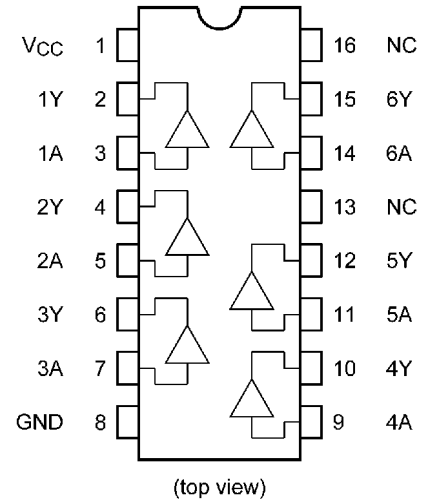 VCC 1 16 NC
1Y 2 15 6Y
1A 3 14 6A
2Y 4 13 NC
2A 5 12 5Y
3Y 6 11 5A
3A 7 10 4Y
GND 8 9 4A
(top view)